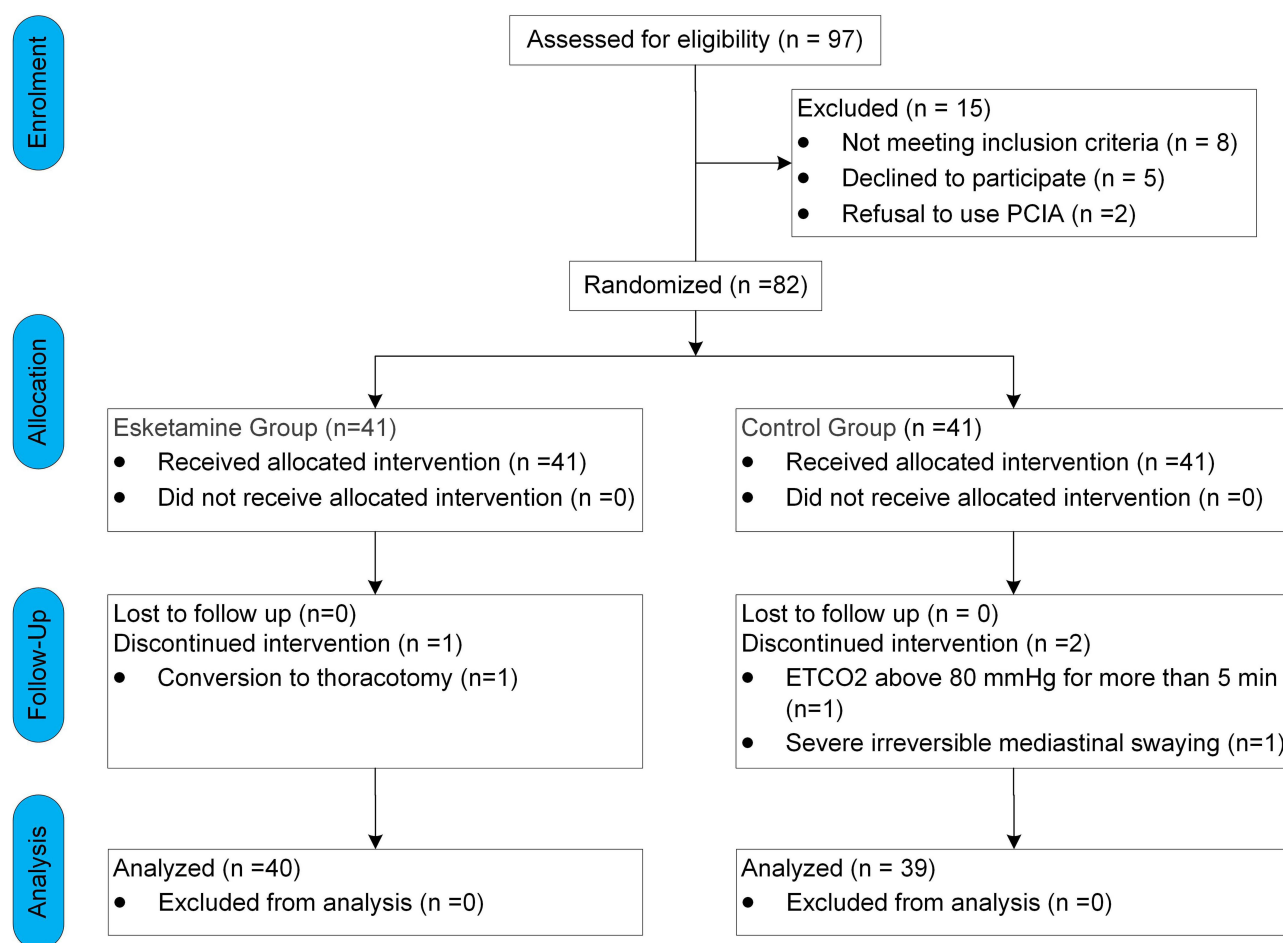 Enrolment
Assessed for eligibility (n = 97)
Excluded (n = 15)
● Not meeting inclusion criteria (n = 8)
● Declined to participate (n = 5)
● Refusal to use PCIA (n =2)
Randomized (n =82)
Allocation
Esketamine Group (n=41)
● Received allocated intervention (n =41)
● Did not receive allocated intervention (n =0)
Control Group (n =41)
● Received allocated intervention (n =41)
● Did not receive allocated intervention (n =0)
Follow-Up
Lost to follow up (n=0)
Discontinued intervention (n =1)
● Conversion to thoracotomy (n=1)
Lost to follow up (n = 0)
Discontinued intervention (n =2)
● ETCO2 above 80 mmHg for more than 5 min
(n=1)
● Severe irreversible mediastinal swaying (n=1)
Analysis
Analyzed (n =40)
● Excluded from analysis (n =0)
Analyzed (n = 39)
● Excluded from analysis (n =0)